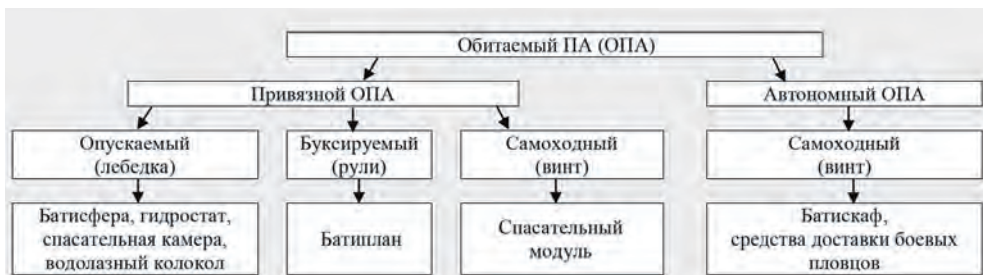 Обитаемый ПА (ОПА)
Привязной ОПА
Автономный ОПА
Опускаемый
(лебедка)
Буксируемый
(рули)
Самоходный
(винт)
Самоходный
(винт)
Батисфера, гидростат,
спасательная камера,
водолазный колокол
Батиплан
Спасательный
модуль
Батискаф,
средства доставки боевых
пловцов